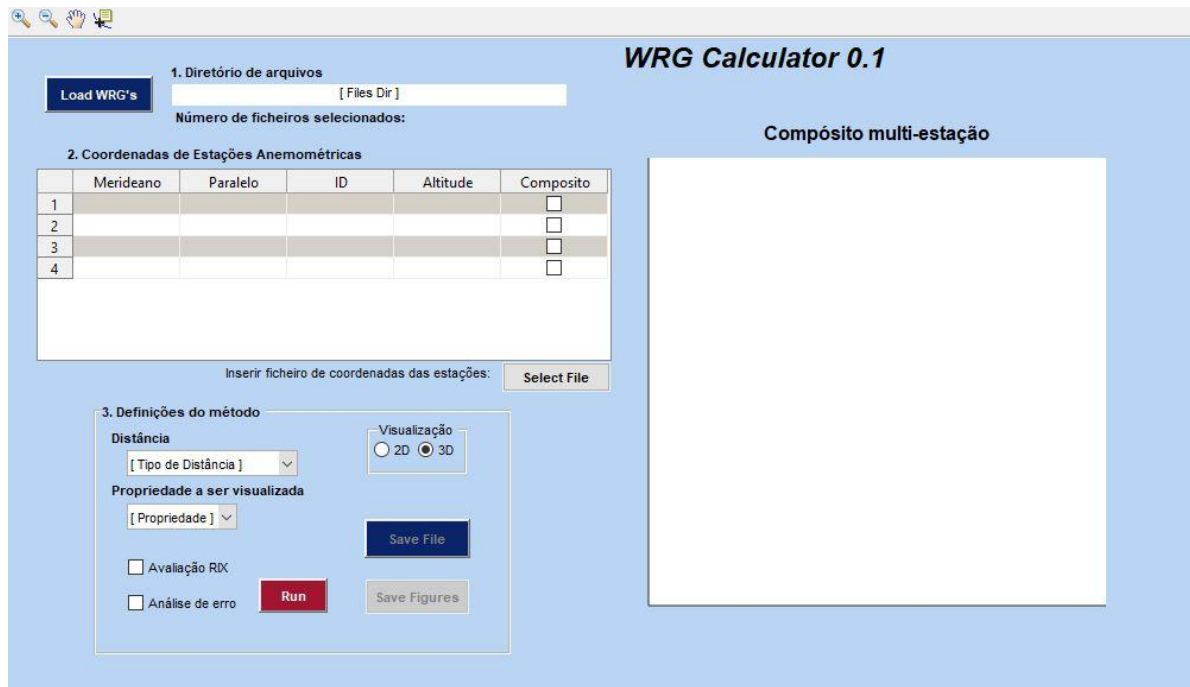 WRG Calculator 0.1
1. Diretório de arquivos
Load WRG's
[ Files Dir ]
Número de ficheiros selecionados:
Compósito multi-estação
2. Coordenadas de Estações Anemométricas
Merideano Paralelo ID Altitude Composito
1
2
3
4
Inserir ficheiro de coordenadas das estações: Select File
3. Definições do método
Distância
[ Tipo de Distância ]
Visualização
2D 3D
Propriedade a ser visualizada
[ Propriedade ]
Save File
Avaliação RIX
Análise de erro
Run
Save Figures